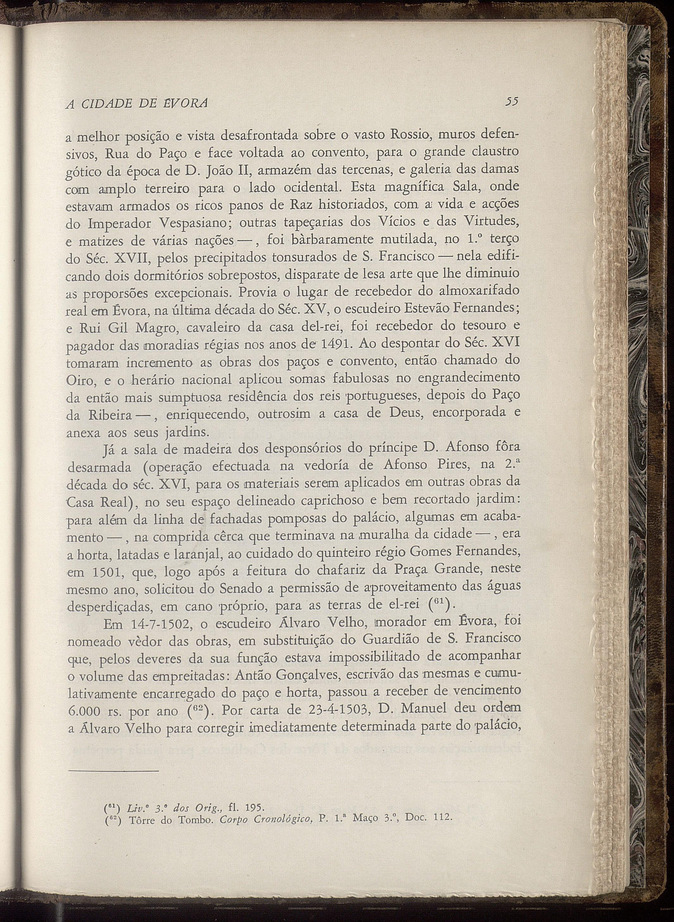 A CIDADE DE ÉVORA 55
a melhor posição e vista desafrontada sobre o vasto Rossio, muros defen-
sivos, Rua do Paço e face voltada ao convento, para o grande claustro
gótico da época de D. João II, armazém das tercenas, e galeria das damas
com amplo terreiro para o lado ocidental. Esta magnífica Sala, onde
estavam armados os ricos panos de Raz historiados, com a vida e acções
do Imperador Vespasiano; outras tapeçarias dos Vícios e das Virtudes,
e matizes de várias nações — , foi bàrbaramente mutilada, no 1.º terço
do Séc. XVII, pelos precipitados tonsurados de S. Francisco — nela edifi-
cando dois dormitórios sobrepostos, disparate de lesa arte que lhe diminuio
as proporsões excepcionais. Provia o lugar de recebedor do almoxarifado
real em Évora, na última década do Séc. XV, o escudeiro Estevão Fernandes;
e Rui Gil Magro, cavaleiro da casa del-rei, foi recebedor do tesouro e
pagador das moradias régias nos anos de 1491. Ao despontar do Séc. XVI
tomaram incremento as obras dos paços e convento, então chamado do
Oiro, e o herário nacional aplicou somas fabulosas no engrandecimento
da então mais sumptuosa residência dos reis portugueses, depois do Paço
da Ribeira — , enriquecendo, outrosim a casa de Deus, encorporada e
anexa aos seus jardins.
Já a sala de madeira dos desponsórios do príncipe D. Afonso fôra
desarmada (operação efectuada na vedoría de Afonso Pires, na 2.ª
década do séc. XVI, para os materiais serem aplicados em outras obras da
Casa Real), no seu espaço delineado caprichoso e bem recortado jardim:
para além da linha de fachadas pomposas do palácio, algumas em acaba-
mento — , na comprida cêrca que terminava na muralha da cidade — , era
a horta, latadas e laranjal, ao cuidado do quinteiro régio Gomes Fernandes,
em 1501, que, logo após a feitura do chafariz da Praça Grande, neste
mesmo ano, solicitou do Senado a permissão de aproveitamento das águas
desperdiçadas, em cano próprio, para as terras de el-rei (⁶¹).
Em 14-7-1502, o escudeiro Álvaro Velho, morador em Évora, foi
nomeado vèdor das obras, em substituição do Guardião de S. Francisco
que, pelos deveres da sua função estava impossibilitado de acompanhar
o volume das empreitadas: Antão Gonçalves, escrivão das mesmas e cumu-
lativamente encarregado do paço e horta, passou a receber de vencimento
6.000 rs. por ano (⁶²). Por carta de 23-4-1503, D. Manuel deu ordem
a Álvaro Velho para corregir imediatamente determinada parte do palácio,
(⁶¹) Liv.º 3.º dos Orig., fl. 195.
(⁶²) Tôrre do Tombo. Corpo Cronológico, P. 1.ª Maço 3.º, Doc. 112.